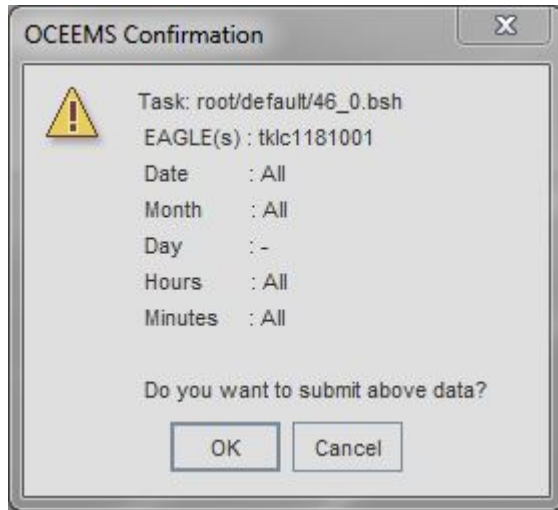 OCEEMS Confirmation
Task: root/default/46_0.bsh
EAGLE(s) : tklc1181001
Date : All
Month : All
Day : -
Hours : All
Minutes : All
Do you want to submit above data?
OK Cancel